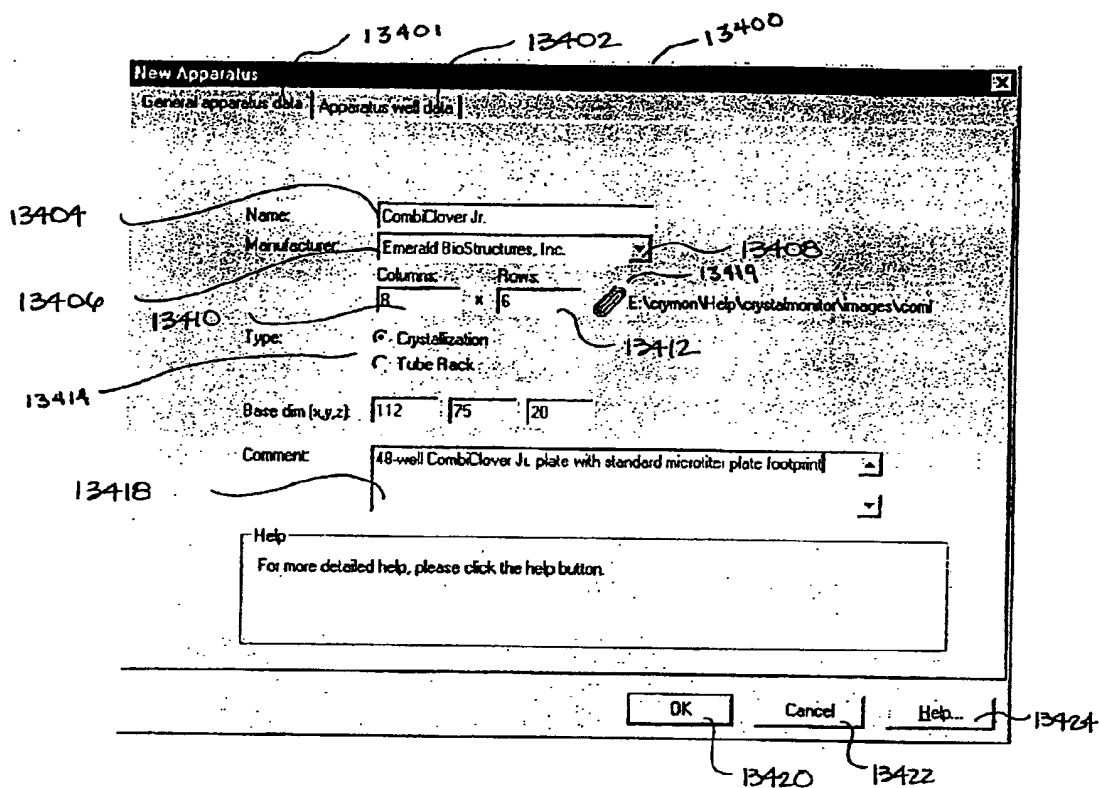 13401 13402 13400
New Apparatus
General apparatus data Apparatus well data
13404 Name: CombiClover Jr.
Manufacturer: Emerald BioStructures, Inc. 13408
Columns: Rows: 13419
13406 8 x 6 E:\crymon\Help\crystalmonitor\images\coml
13410 Type: Crystallization 13412
Tube Rack
13414 Base dim (x,y,z): 112 75 20
Comment: 48-well CombiClover Jr. plate with standard microtiter plate footprint
13418
Help
For more detailed help, please click the help button.
OK Cancel Help... 13424
13420 13422